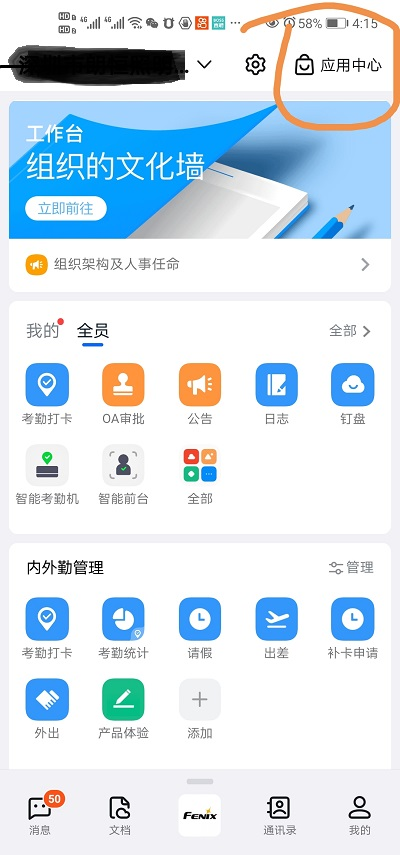 HD 4G 4G 58% 4:15
HD
应用中心
工作台
组织的文化墙
立即前往
组织架构及人事任命
我的 全员 全部
考勤打卡 OA审批 公告 日志 钉盘
智能考勤机 智能前台 全部
内外勤管理 管理
考勤打卡 考勤统计 请假 出差 补卡申请
外出 产品体验 添加
50
FENIX
消息 文档 通讯录 我的